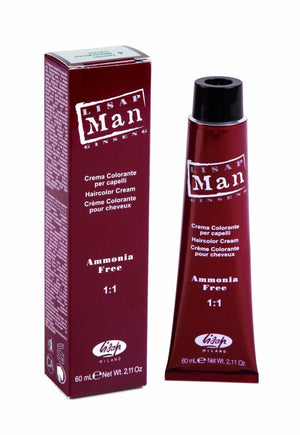 LISAP
Man
GINSENG
Crema Colorante
per capelli
Haircolor Cream
Crème Colorante
pour cheveux
Ammonia
Free
1:1
lisap
MILANO
60 mL e Net Wt. 2,11 Oz
LISAP
Man
GINSENG
Crema Colorante
per capelli
Haircolor Cream
Crème Colorante
pour cheveux
Ammonia
Free
1:1
lisap
MILANO
60 mL e Net Wt. 2.11 Oz